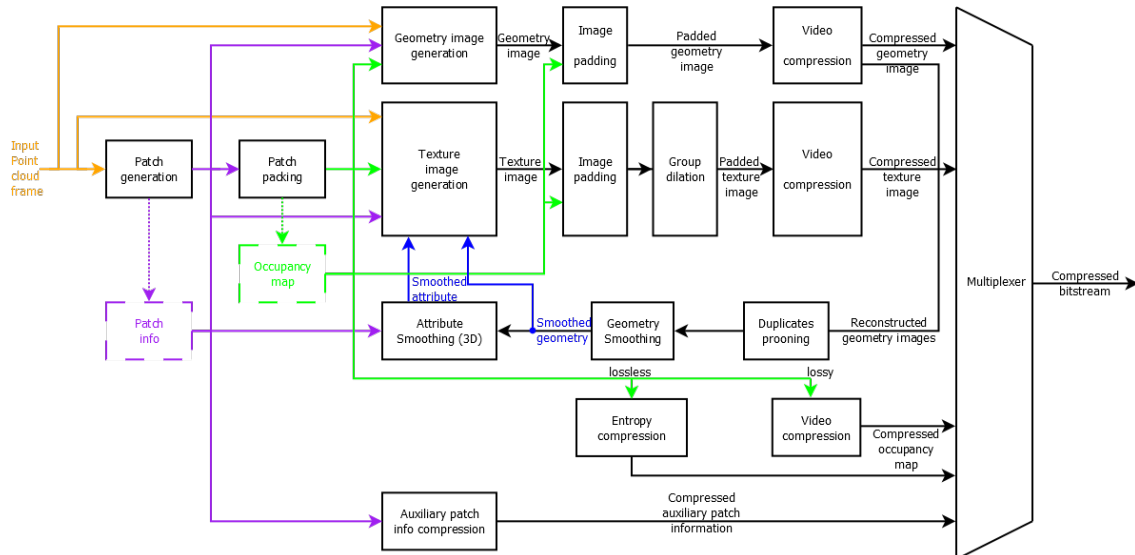 Geometry image
generation
Geometry
image
Image
padding
Padded
geometry
image
Video
compression
Compressed
geometry
image
Input
Point
cloud
frame
Patch
generation
Patch
packing
Texture
image
generation
Texture
image
Image
padding
Group
dilation
Padded
texture
image
Video
compression
Compressed
texture
image
Occupancy
map
Smoothed
attribute
Multiplexer
Compressed
bitstream
Patch
info
Attribute
Smoothing (3D)
Smoothed
geometry
Geometry
Smoothing
Duplicates
prooning
Reconstructed
geometry images
lossless
lossy
Entropy
compression
Video
compression
Compressed
occupancy
map
Auxiliary patch
info compression
Compressed
auxiliary patch
information